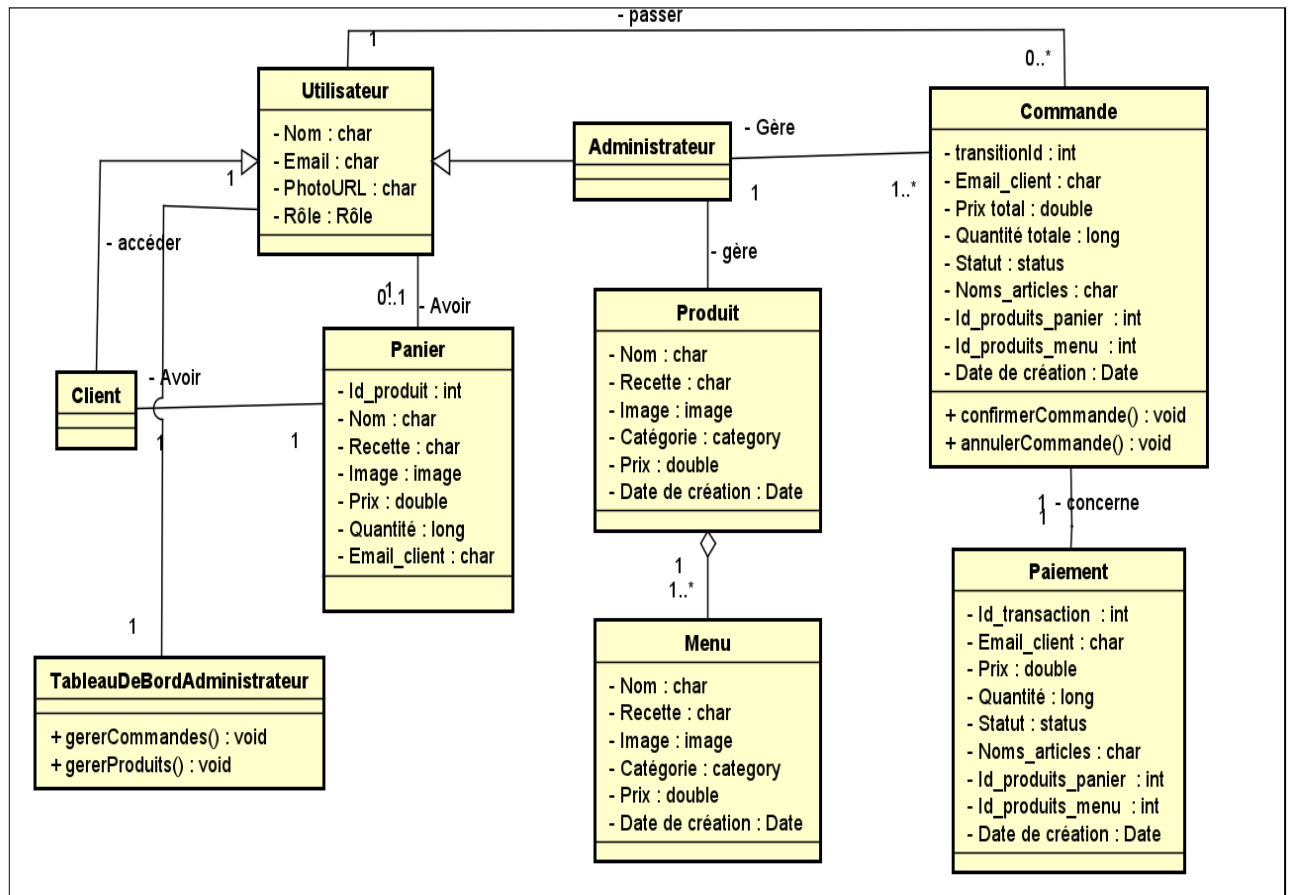 - passer
1
0..*
Utilisateur
- Nom : char
- Email : char
- PhotoURL : char
- Rôle : Rôle
1
Administrateur
- Gère
1
1..*
Commande
- transitionId : int
- Email_client : char
- Prix total : double
- Quantité totale : long
- Statut : status
- Noms_articles : char
- Id_produits_panier : int
- Id_produits_menu : int
- Date de création : Date
+ confirmerCommande() : void
+ annulerCommande() : void
- accéder
- gère
1
0..1
- Avoir
Client
- Avoir
1
1
Panier
- Id_produit : int
- Nom : char
- Recette : char
- Image : image
- Prix : double
- Quantité : long
- Email_client : char
Produit
- Nom : char
- Recette : char
- Image : image
- Catégorie : category
- Prix : double
- Date de création : Date
1
1
- concerne
1
1..*
1
TableauDeBordAdministrateur
+ gererCommandes() : void
+ gererProduits() : void
Menu
- Nom : char
- Recette : char
- Image : image
- Catégorie : category
- Prix : double
- Date de création : Date
Paiement
- Id_transaction : int
- Email_client : char
- Prix : double
- Quantité : long
- Statut : status
- Noms_articles : char
- Id_produits_panier : int
- Id_produits_menu : int
- Date de création : Date